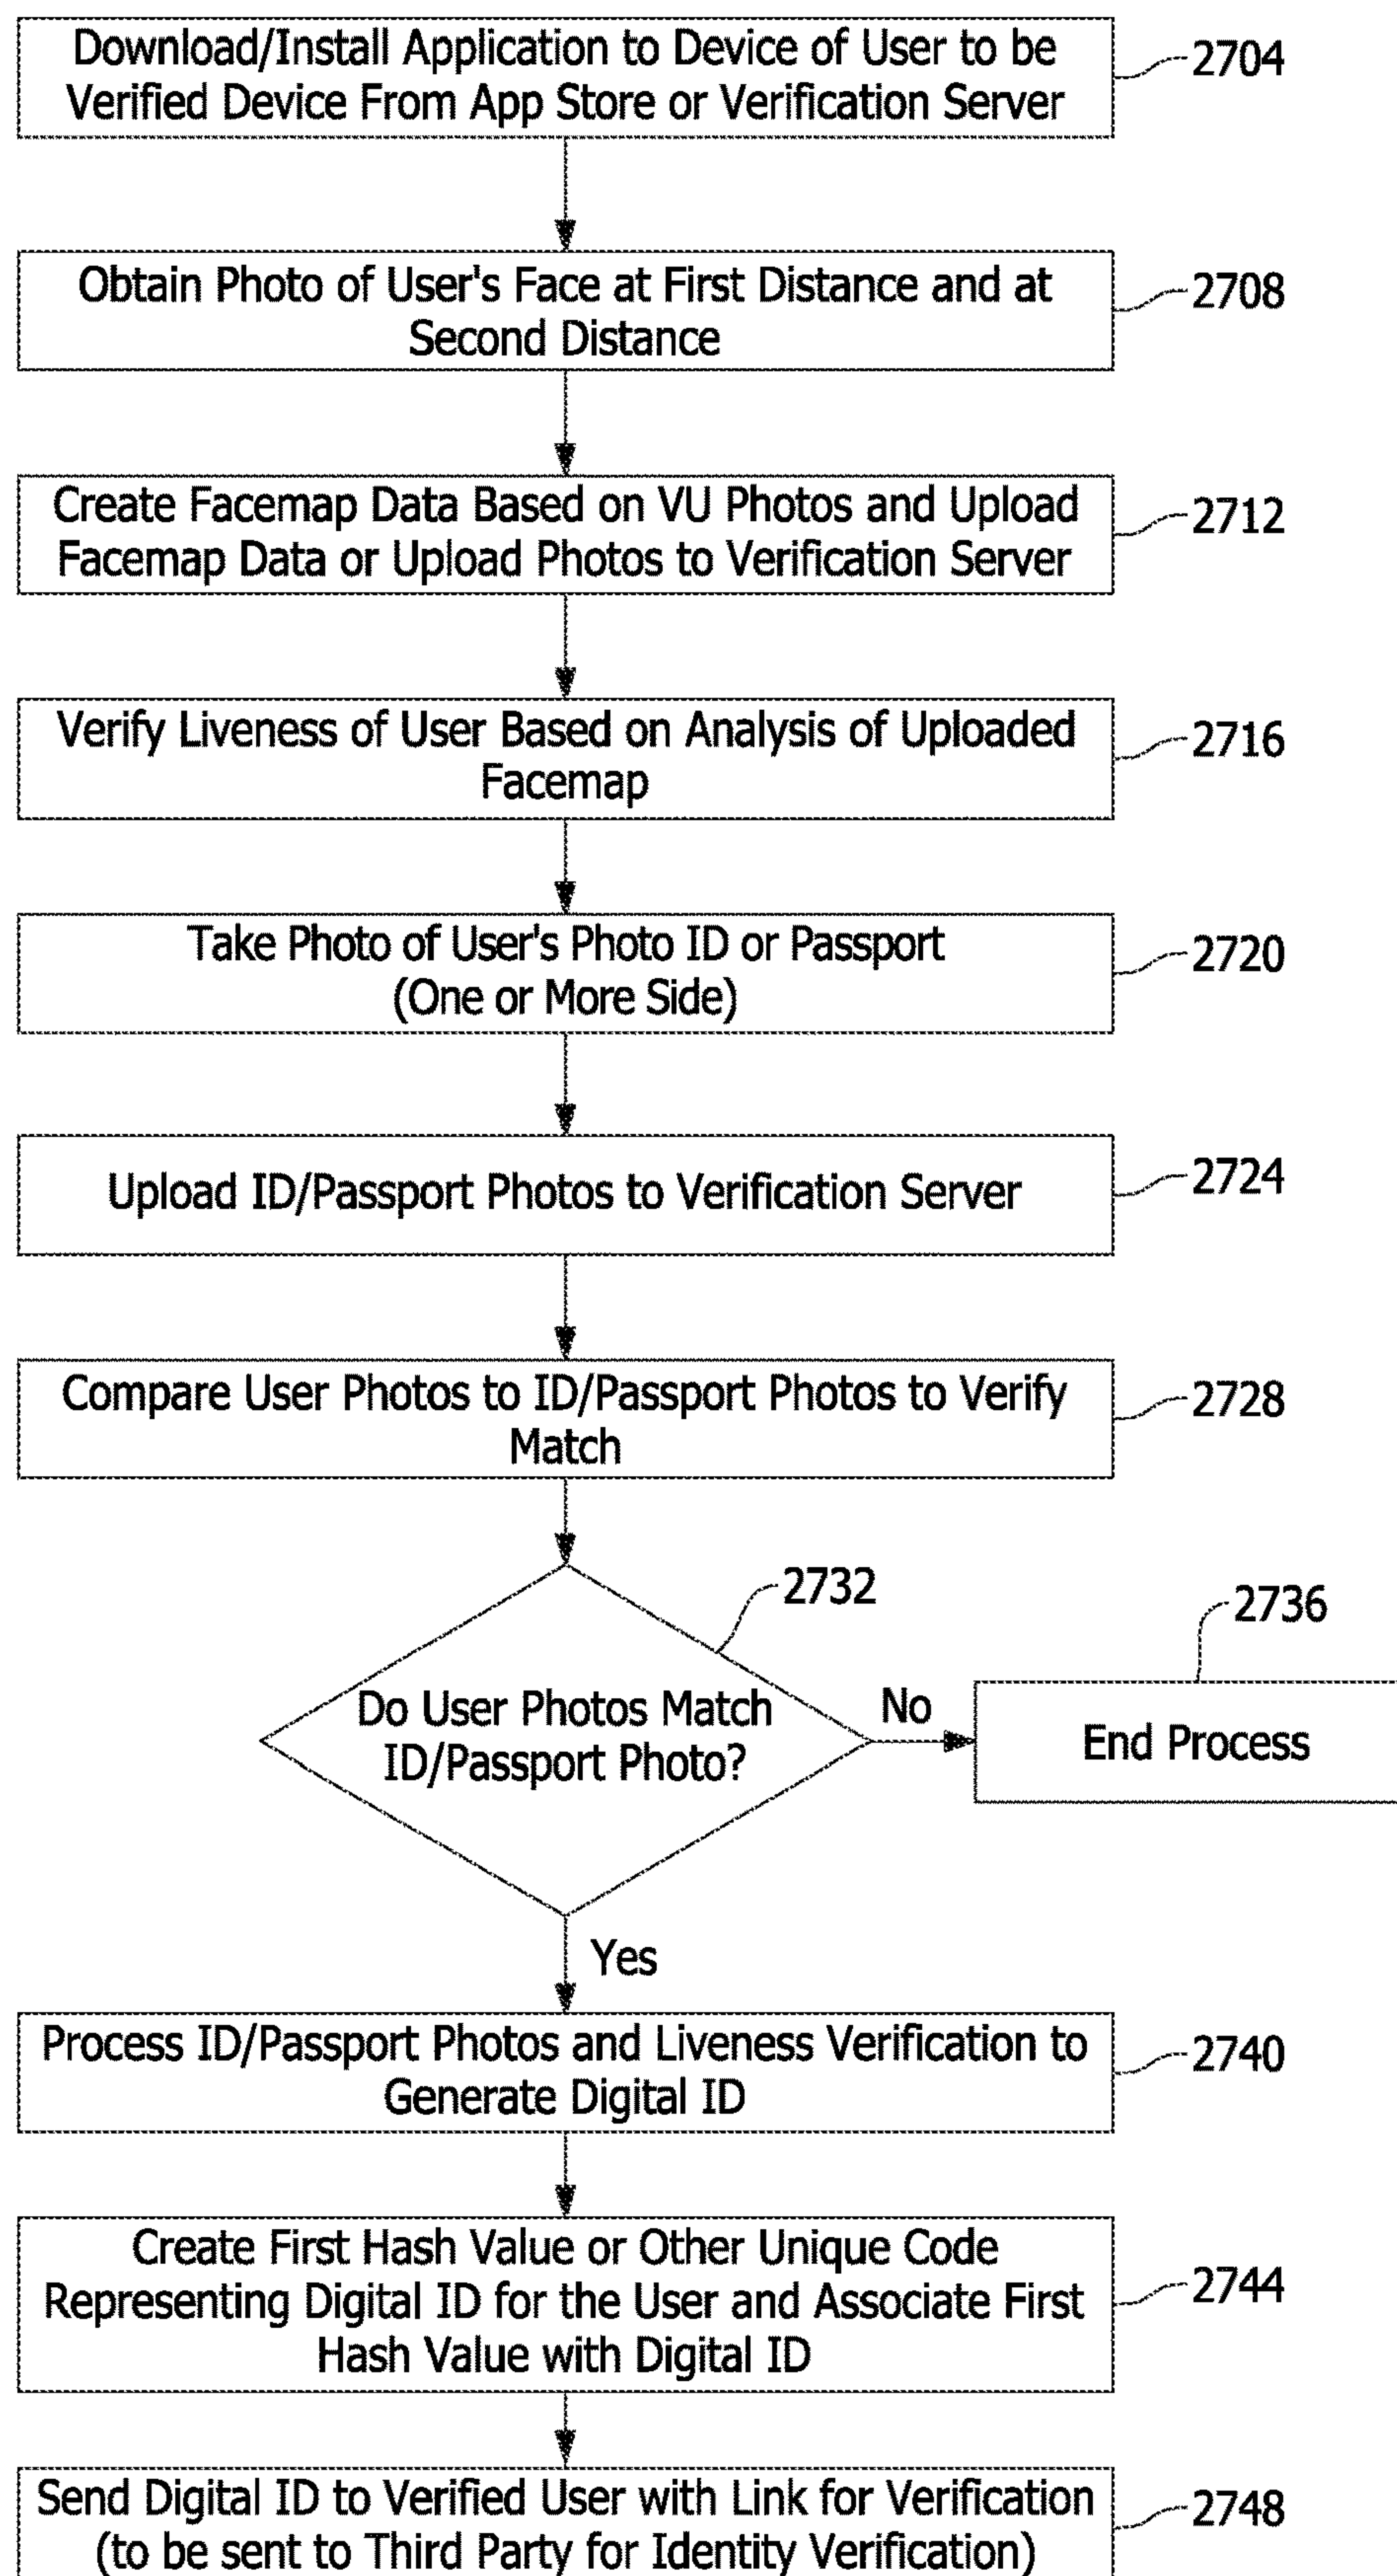 Download/Install Application to Device of User to be
Verified Device From App Store or Verification Server
2704
Obtain Photo of User's Face at First Distance and at
Second Distance
2708
Create Facemap Data Based on VU Photos and Upload
Facemap Data or Upload Photos to Verification Server
2712
Verify Liveness of User Based on Analysis of Uploaded
Facemap
2716
Take Photo of User's Photo ID or Passport
(One or More Side)
2720
Upload ID/Passport Photos to Verification Server
2724
Compare User Photos to ID/Passport Photos to Verify
Match
2728
2732
Do User Photos Match
ID/Passport Photo?
No
2736
End Process
Yes
Process ID/Passport Photos and Liveness Verification to
Generate Digital ID
2740
Create First Hash Value or Other Unique Code
Representing Digital ID for the User and Associate First
Hash Value with Digital ID
2744
Send Digital ID to Verified User with Link for Verification
(to be sent to Third Party for Identity Verification)
2748